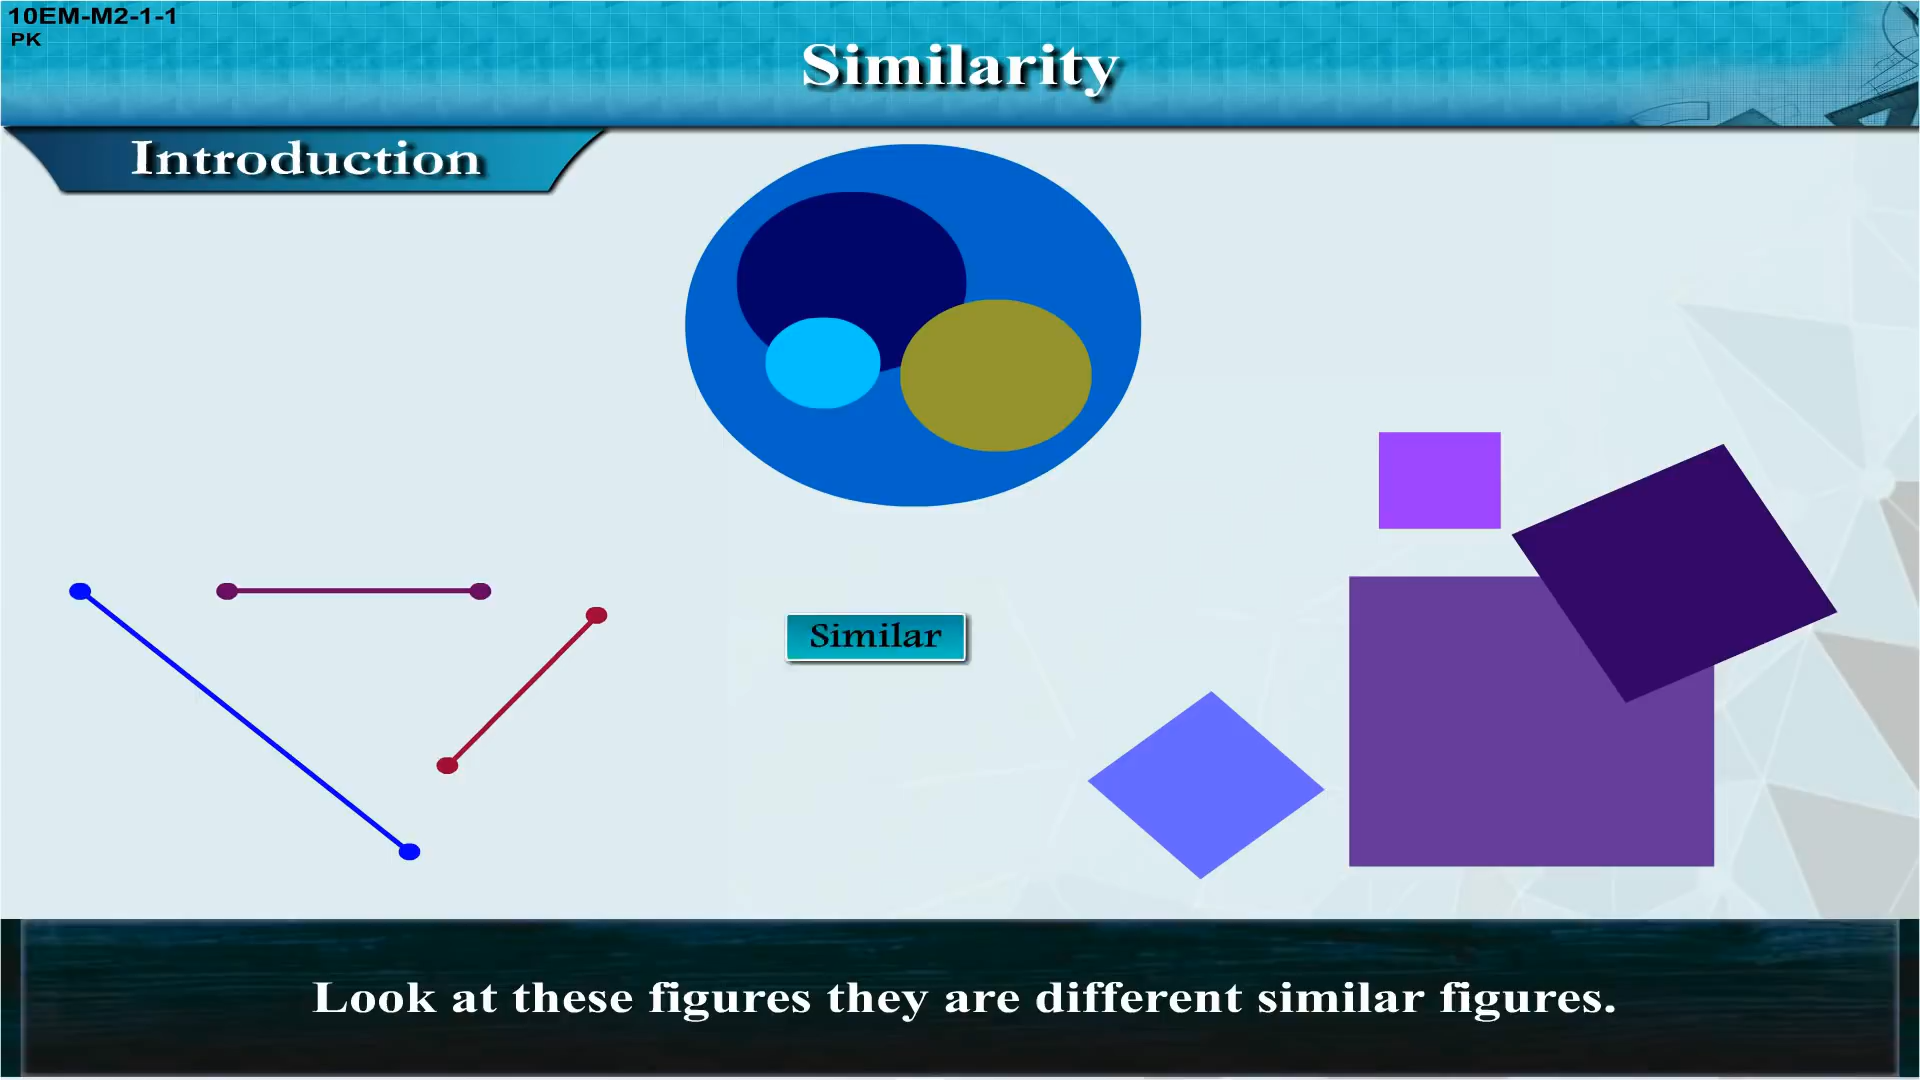 10EM-M2-1-1
PK
Similarity
Introduction
Similar
Look at these figures they are different similar figures.